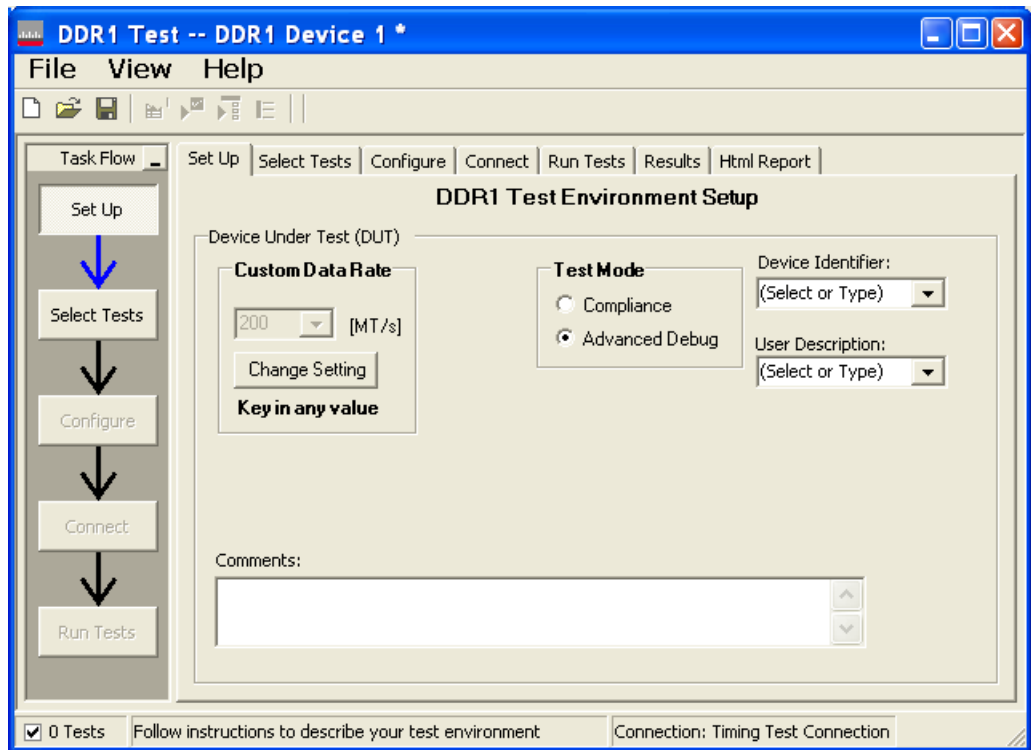 DDR1 Test -- DDR1 Device 1 *
File View Help
Task Flow
Set Up Select Tests Configure Connect Run Tests Results Html Report
Set Up
Select Tests
Configure
Connect
Run Tests
DDR1 Test Environment Setup
Device Under Test (DUT)
Custom Data Rate
200 [MT/s]
Change Setting
Key in any value
Test Mode
Compliance
Advanced Debug
Device Identifier:
(Select or Type)
User Description:
(Select or Type)
Comments:
0 Tests Follow instructions to describe your test environment Connection: Timing Test Connection